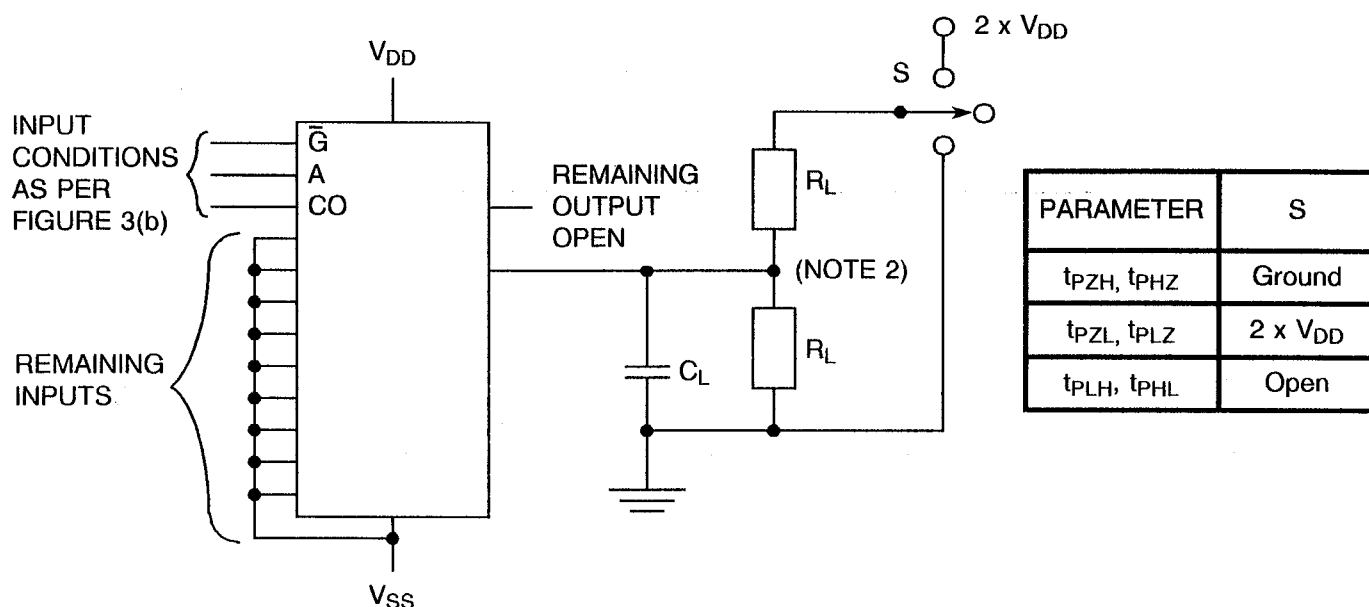 2 x VDD
VDD
S
INPUT
CONDITIONS
AS PER
FIGURE 3(b)
G̅
A
CO
REMAINING
OUTPUT
OPEN
RL
(NOTE 2)
RL
CL
REMAINING
INPUTS
VSS
PARAMETER S
tPZH, tPHZ Ground
tPZL, tPLZ 2 x VDD
tPLH, tPHL Open